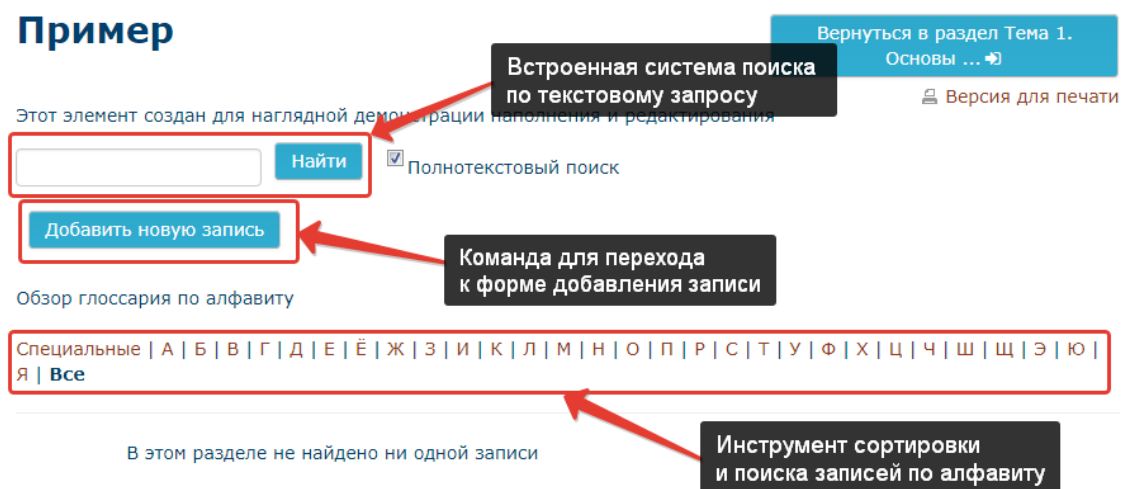 Пример
Вернуться в раздел Тема 1.
Основы ...
Встроенная система поиска
по текстовому запросу
Версия для печати
Этот элемент создан для наглядной демонстрации наполнения и редактирования
Найти
Полнотекстовый поиск
Добавить новую запись
Команда для перехода
к форме добавления записи
Обзор глоссария по алфавиту
Специальные | А | Б | В | Г | Д | Е | Ё | Ж | З | И | К | Л | М | Н | О | П | Р | С | Т | У | Ф | Х | Ц | Ч | Ш | Щ | Э | Ю |
Я | Все
В этом разделе не найдено ни одной записи
Инструмент сортировки
и поиска записей по алфавиту